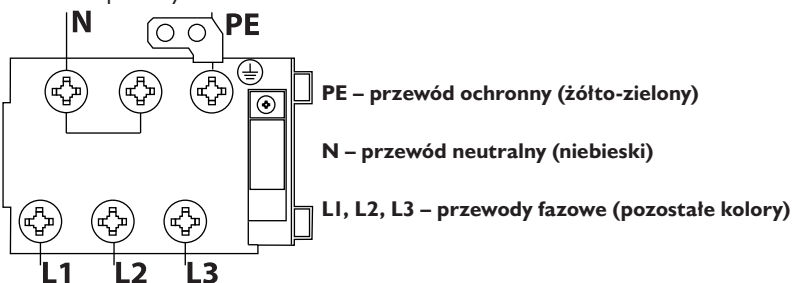 N PE
PE – przewód ochronny (żółto-zielony)
N – przewód neutralny (niebieski)
L1, L2, L3 – przewody fazowe (pozostałe kolory)
L1 L2 L3